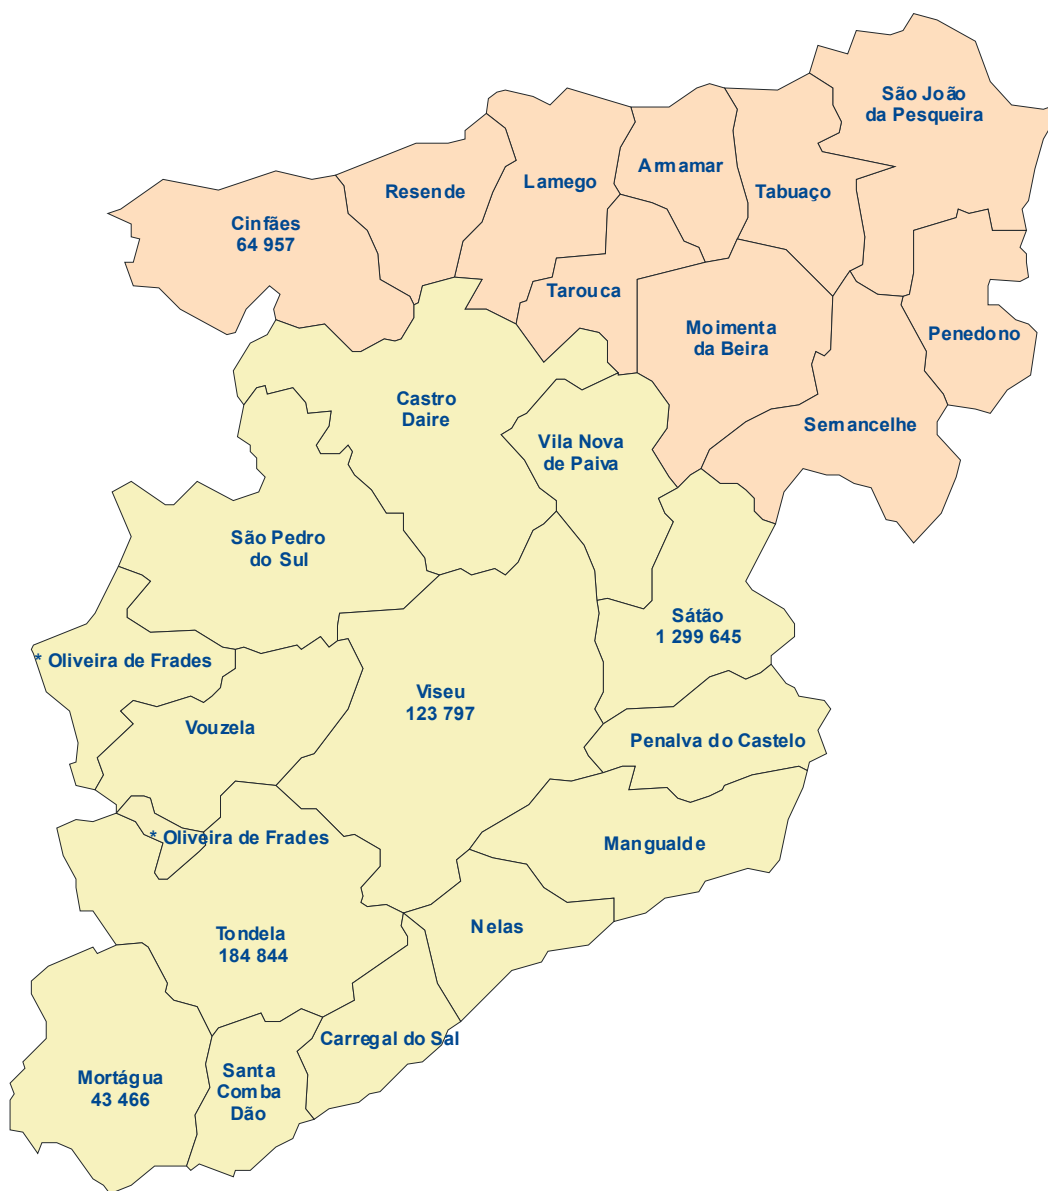 São João
da Pesqueira
Armamar
Lamego
Resende
Tabuaço
Cinfães
64 957
Tarouca
Moimenta
da Beira
Penedono
Castro
Daire
Sernancelhe
Vila Nova
de Paiva
São Pedro
do Sul
Sátão
1 299 645
* Oliveira de Frades
Viseu
123 797
Vouzela
Penalva do Castelo
* Oliveira de Frades
Mangualde
Nelas
Tondela
184 844
Carregal do Sal
Mortágua
43 466
Santa
Comba
Dão